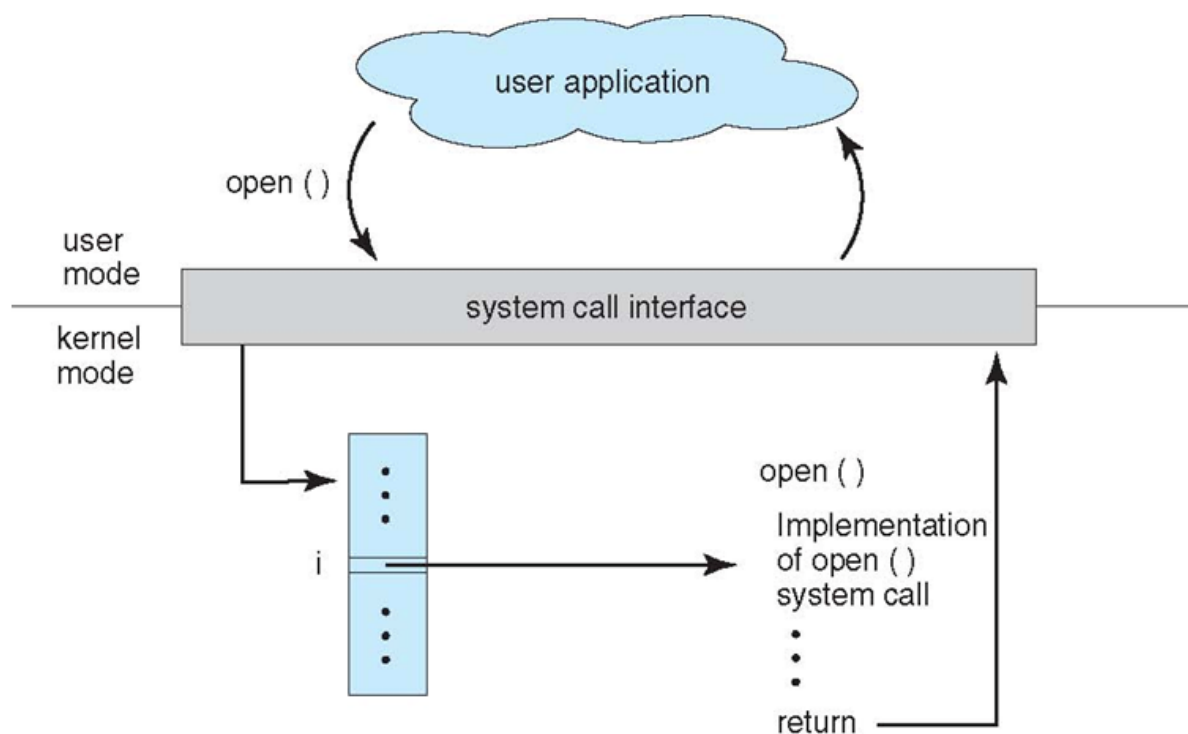 user application
open ( )
user
mode
system call interface
kernel
mode
open ( )
i
Implementation
of open ( )
system call
return